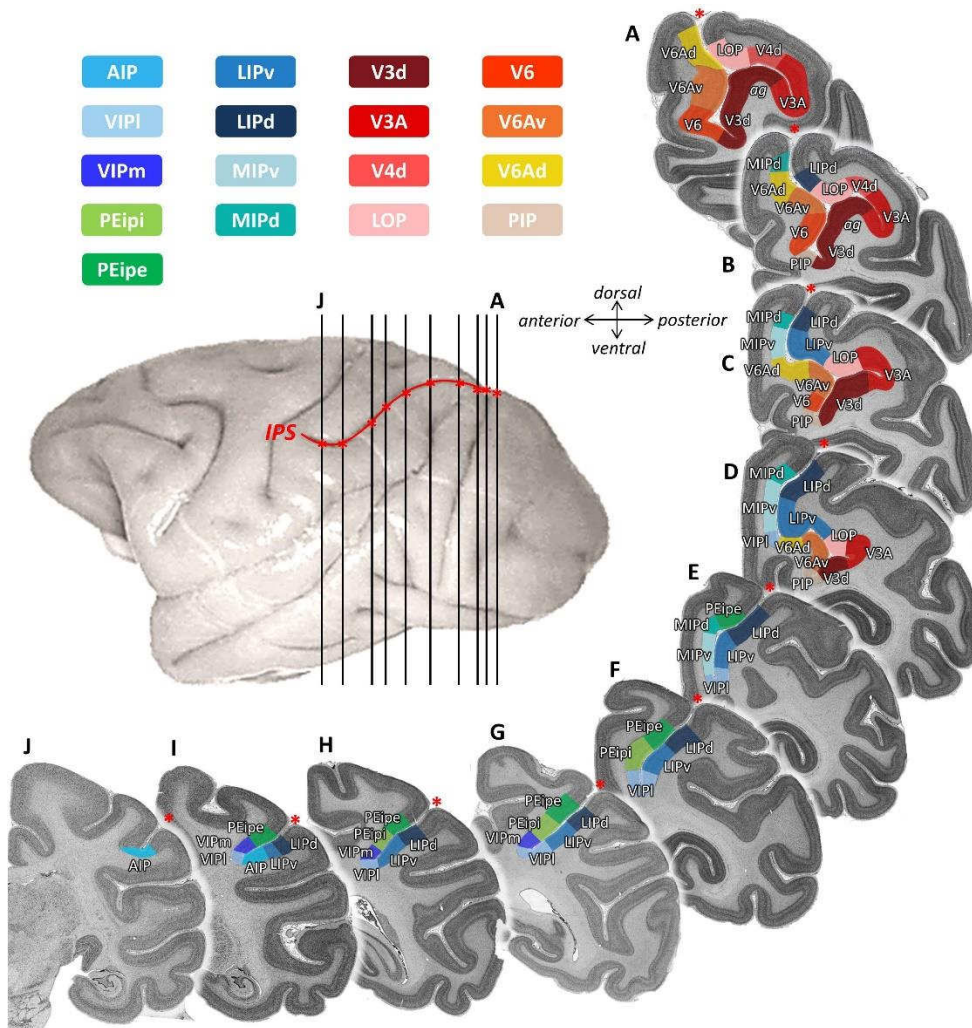 AIP LIPv V3d V6
VIPl LIPd V3A V6Av
VIPm MIPv V4d V6Ad
PEipi MIPd LOP PIP
PEipe
J A
dorsal
anterior posterior
ventral
IPS
A
V6Ad LOP V4d
V6Av ag V3A
V6 V3d
B
MIPd LIPd
V6Ad LOP V4d
V6Av ag V3A
V6 V3d
PIP
C
MIPd LIPd
MIPv LIPv LOP
V6Ad V6Av V3A
V6 V3d
PIP
D
MIPd LIPd
MIPv LIPv
VIPl V6Ad LOP V3A
V6Av V3d
PIP
E
PEipe
MIPd LIPd
MIPv LIPv
VIPl
F
PEipe
PEipi LIPd
LIPv
VIPl
G
PEipe
PEipi LIPd
VIPm LIPv
VIPl
H
PEipe
PEipi LIPd
VIPm LIPv
VIPl
I
PEipe
VIPm LIPd
VIPl AIP LIPv
J
AIP